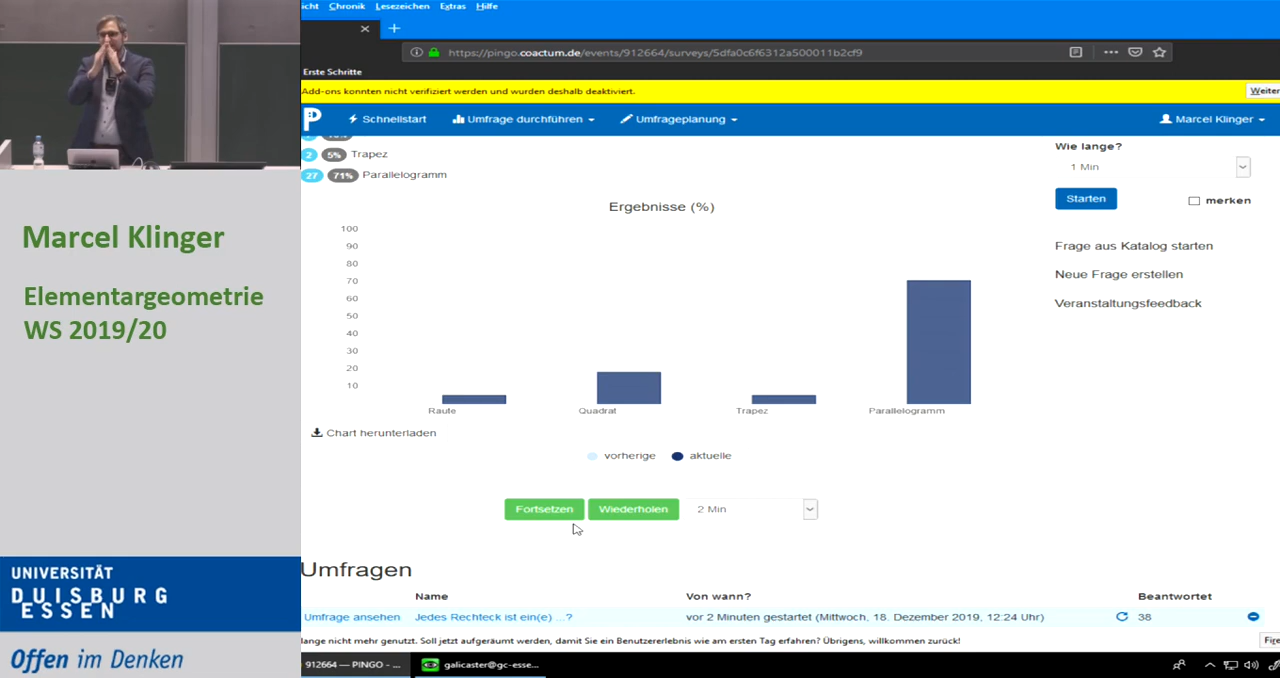 icht Chronik Lesezeichen Extras Hilfe
https://pingo.coactum.de/events/912664/surveys/5dfa0c6f6312a500011b2cf9
Erste Schritte
Add-ons konnten nicht verifiziert werden und wurden deshalb deaktiviert.
Weiter
P Schnellstart Umfrage durchführen Umfrageplanung Marcel Klinger
2 5% Trapez
27 71% Parallelogramm
Wie lange?
1 Min
Starten merken
Frage aus Katalog starten
Neue Frage erstellen
Veranstaltungsfeedback
Ergebnisse (%)
100
90
80
70
60
50
40
30
20
10
Raute Quadrat Trapez Parallelogramm
Chart herunterladen
vorherige aktuelle
Fortsetzen Wiederholen 2 Min
Umfragen
Name Von wann? Beantwortet
Umfrage ansehen Jedes Rechteck ist ein(e) ...? vor 2 Minuten gestartet (Mittwoch, 18. Dezember 2019, 12:24 Uhr) 38
lange nicht mehr genutzt. Soll jetzt aufgeräumt werden, damit Sie ein Benutzererlebnis wie am ersten Tag erfahren? Übrigens, willkommen zurück!
912664 — PINGO - ... galicaster@gc-esse...
Marcel Klinger
Elementargeometrie
WS 2019/20
UNIVERSITÄT
DUISBURG
ESSEN
Offen im Denken